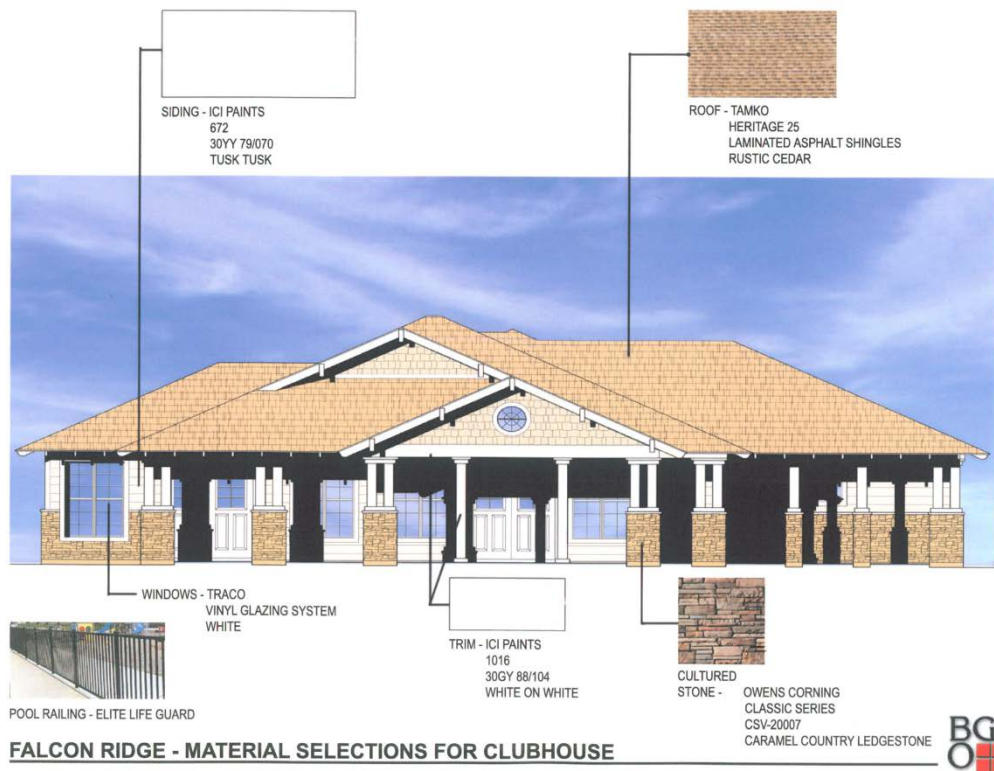 SIDING - ICI PAINTS
672
30YY 79/070
TUSK TUSK
ROOF - TAMKO
HERITAGE 25
LAMINATED ASPHALT SHINGLES
RUSTIC CEDAR
WINDOWS - TRACO
VINYL GLAZING SYSTEM
WHITE
POOL RAILING - ELITE LIFE GUARD
TRIM - ICI PAINTS
1016
30GY 88/104
WHITE ON WHITE
CULTURED
STONE - OWENS CORNING
CLASSIC SERIES
CSV-20007
CARAMEL COUNTRY LEDGESTONE
FALCON RIDGE - MATERIAL SELECTIONS FOR CLUBHOUSE
BG
O